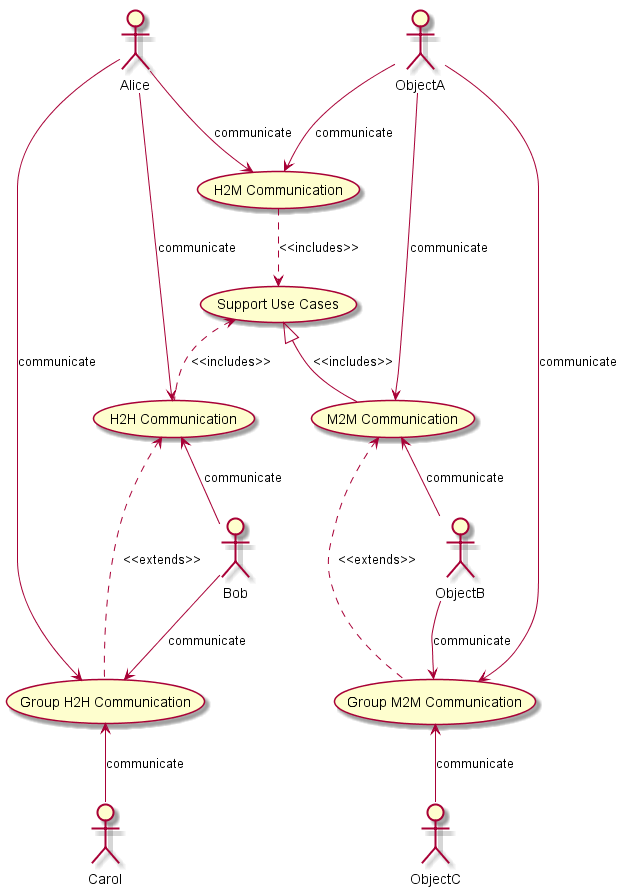 Alice
ObjectA
communicate
communicate
H2M Communication
communicate
<<includes>>
communicate
Support Use Cases
communicate
<<includes>>
<<includes>>
communicate
H2H Communication
M2M Communication
communicate
communicate
<<extends>>
<<extends>>
Bob
ObjectB
communicate
communicate
Group H2H Communication
Group M2M Communication
communicate
communicate
Carol
ObjectC